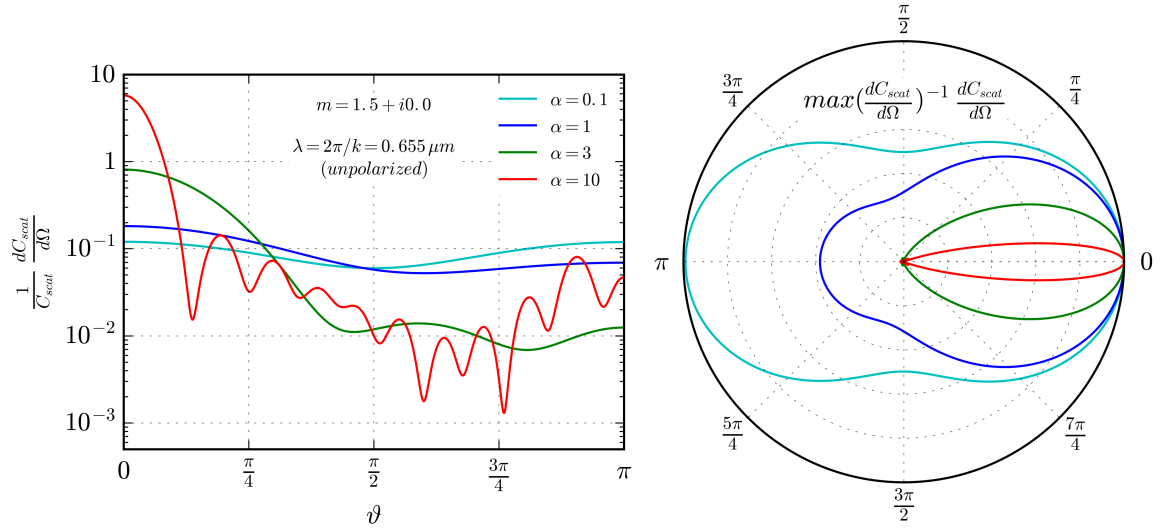 10
1
10⁻¹
10⁻²
10⁻³
1/C_scat dC_scat/dΩ
m = 1.5 + i0.0
λ = 2π/k = 0.655 μm
(unpolarized)
α = 0.1
α = 1
α = 3
α = 10
0
π/4
π/2
3π/4
π
ϑ
π/2
3π/4
π/4
max(dC_scat/dΩ)⁻¹ dC_scat/dΩ
π
0
5π/4
7π/4
3π/2